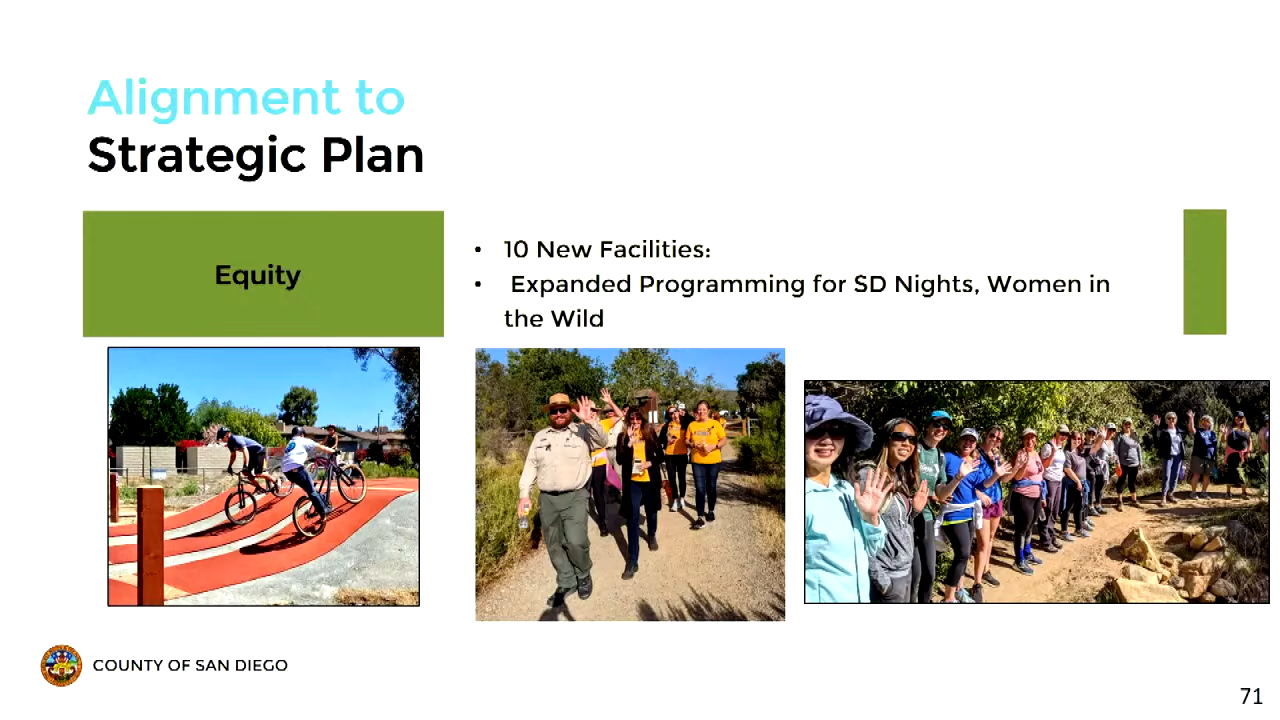 Alignment to
Strategic Plan
Equity
• 10 New Facilities:
• Expanded Programming for SD Nights, Women in
the Wild
COUNTY OF SAN DIEGO
71